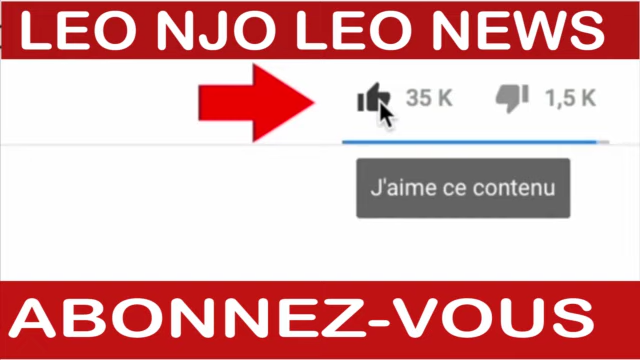 LEO NJO LEO NEWS
35 K 1,5 K
J'aime ce contenu
ABONNEZ-VOUS